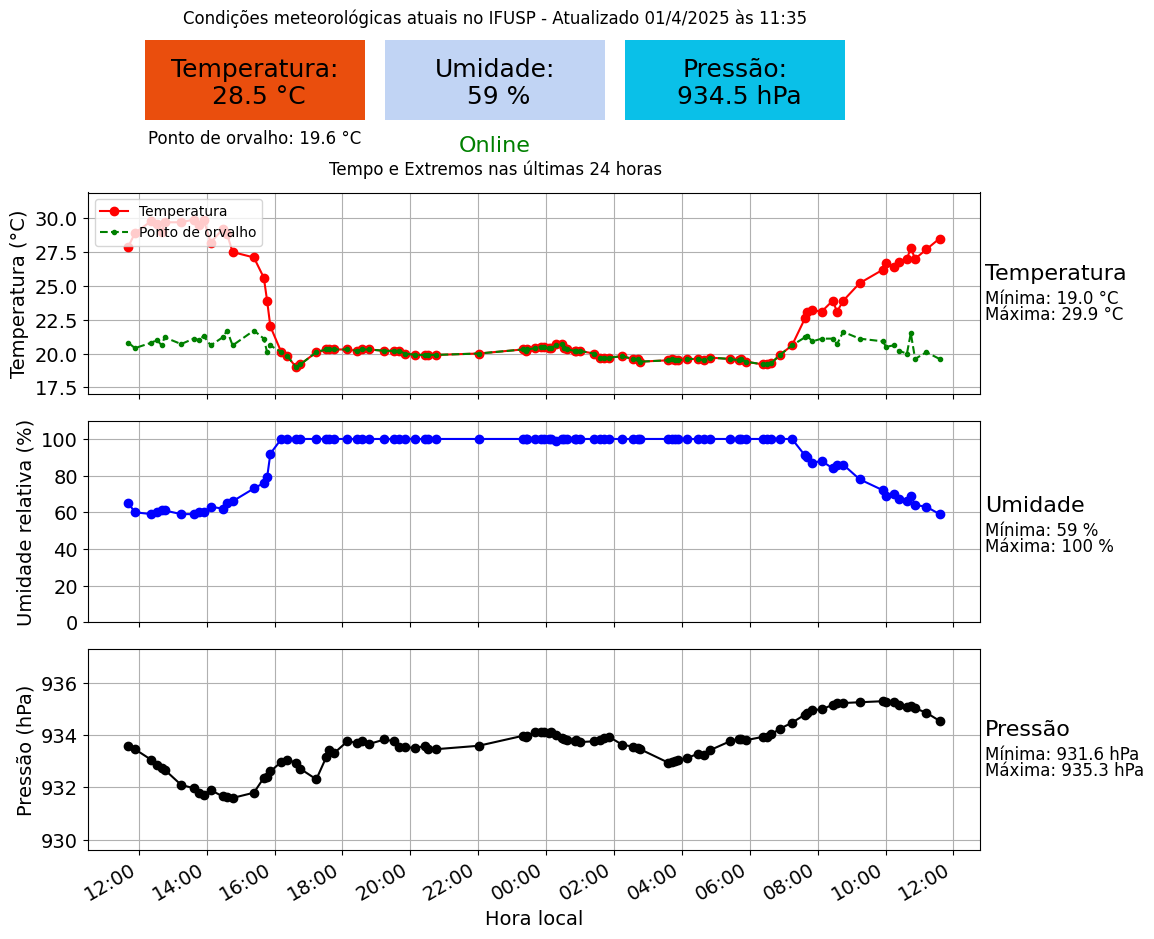 Condições meteorológicas atuais no IFUSP - Atualizado 01/4/2025 às 11:35
Temperatura:
28.5 °C
Umidade:
59 %
Pressão:
934.5 hPa
Ponto de orvalho: 19.6 °C
Online
Tempo e Extremos nas últimas 24 horas
Temperatura (°C)
30.0
27.5
25.0
22.5
20.0
17.5
Temperatura
Ponto de orvalho
Temperatura
Mínima: 19.0 °C
Máxima: 29.9 °C
Umidade relativa (%)
100
80
60
40
20
0
Umidade
Mínima: 59 %
Máxima: 100 %
Pressão (hPa)
936
934
932
930
Pressão
Mínima: 931.6 hPa
Máxima: 935.3 hPa
12:00
14:00
16:00
18:00
20:00
22:00
00:00
02:00
04:00
06:00
08:00
10:00
12:00
Hora local